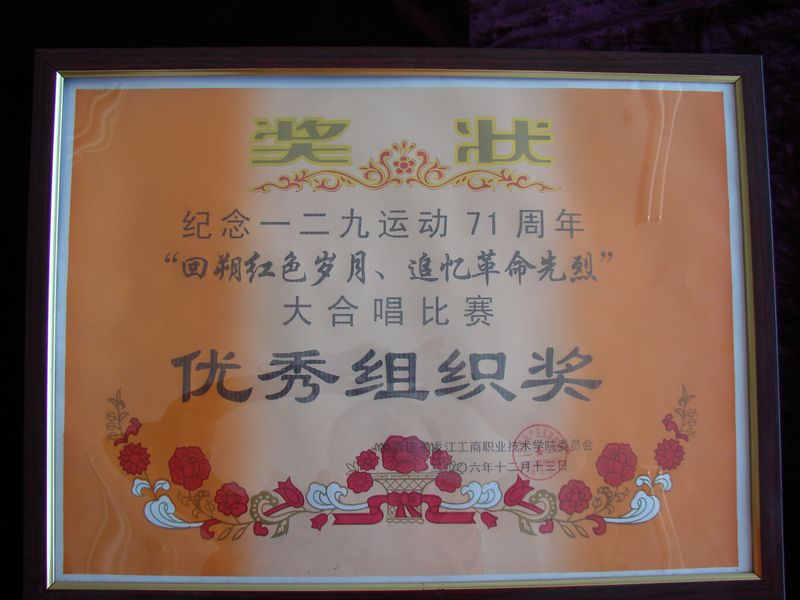 奖状
纪念一二九运动71周年
“回朔红色岁月、追忆革命先烈”
大合唱比赛
优秀组织奖
龙江工商职业技术学院委员会
〇六年十二月十三日